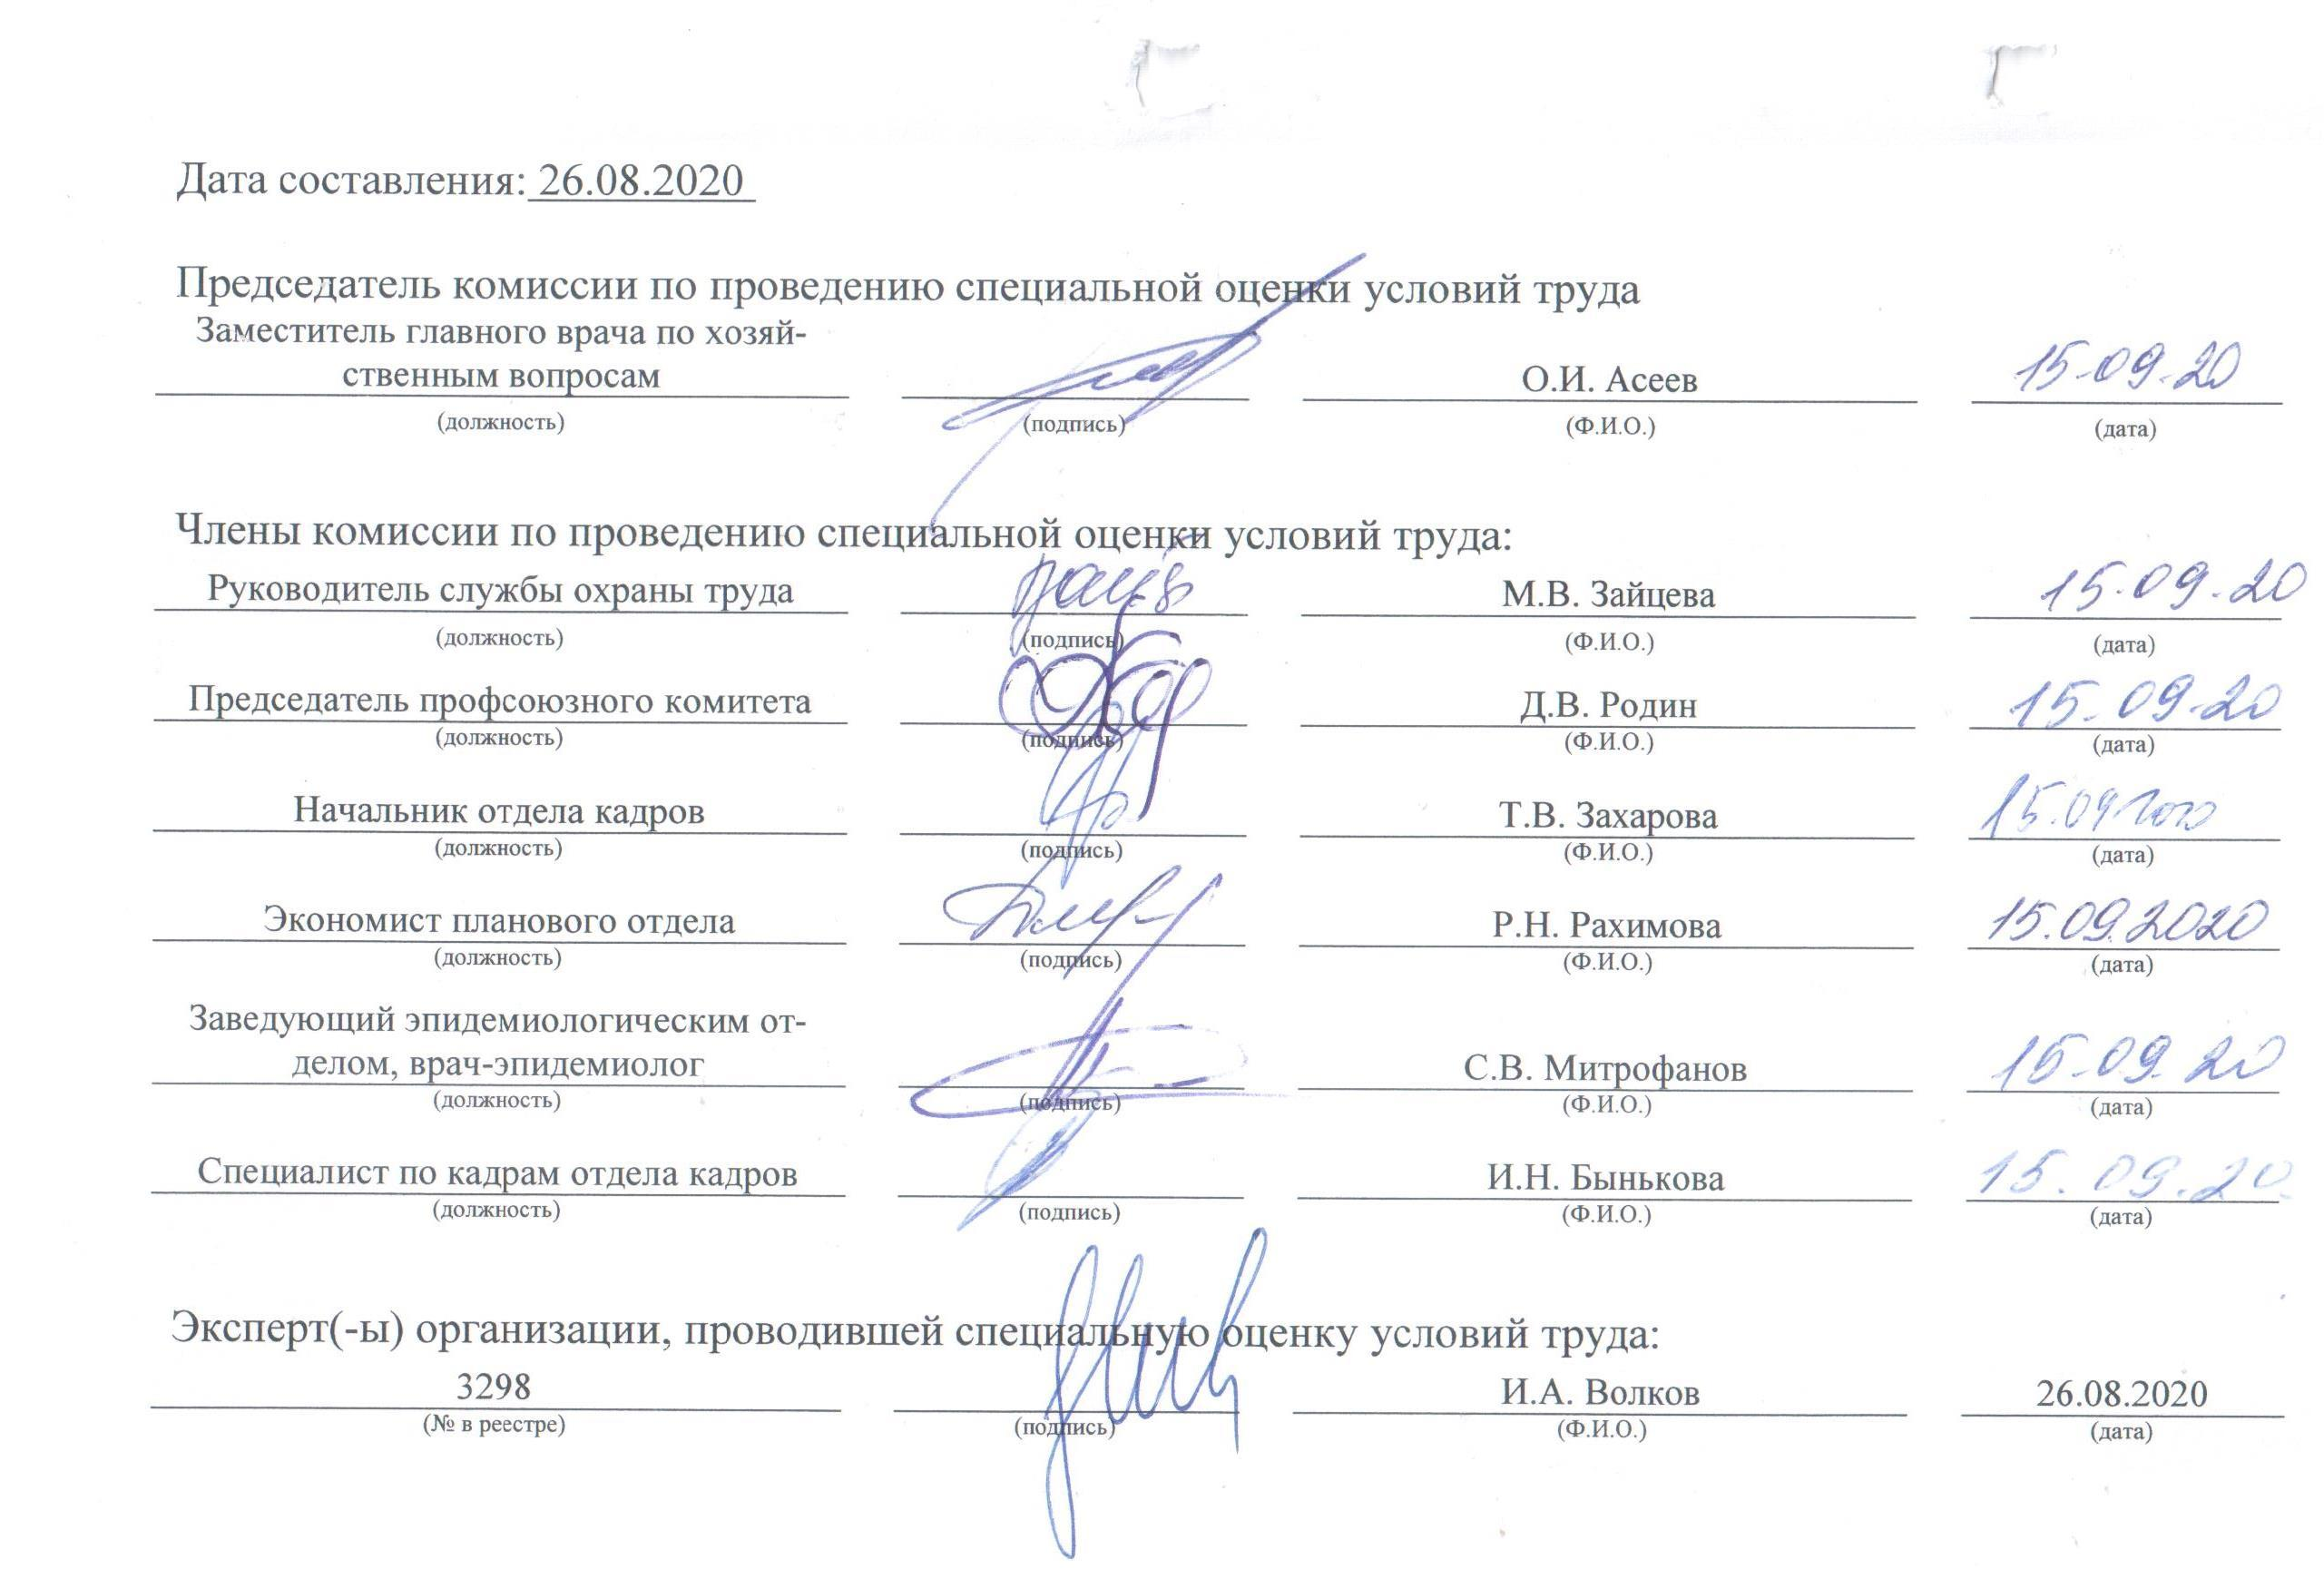 Дата составления: 26.08.2020
Председатель комиссии по проведению специальной оценки условий труда
Заместитель главного врача по хозяй-
ственным вопросам О.И. Асеев 15.09.20
(должность) (подпись) (Ф.И.О.) (дата)
Члены комиссии по проведению специальной оценки условий труда:
Руководитель службы охраны труда М.В. Зайцева 15.09.20
(должность) (подпись) (Ф.И.О.) (дата)
Председатель профсоюзного комитета Д.В. Родин 15.09.20
(должность) (подпись) (Ф.И.О.) (дата)
Начальник отдела кадров Т.В. Захарова 15.09.2020
(должность) (подпись) (Ф.И.О.) (дата)
Экономист планового отдела Р.Н. Рахимова 15.09.2020
(должность) (подпись) (Ф.И.О.) (дата)
Заведующий эпидемиологическим от-
делом, врач-эпидемиолог С.В. Митрофанов 15.09.20
(должность) (подпись) (Ф.И.О.) (дата)
Специалист по кадрам отдела кадров И.Н. Бынькова 15.09.20.
(должность) (подпись) (Ф.И.О.) (дата)
Эксперт(-ы) организации, проводившей специальную оценку условий труда:
3298 И.А. Волков 26.08.2020
(№ в реестре) (подпись) (Ф.И.О.) (дата)